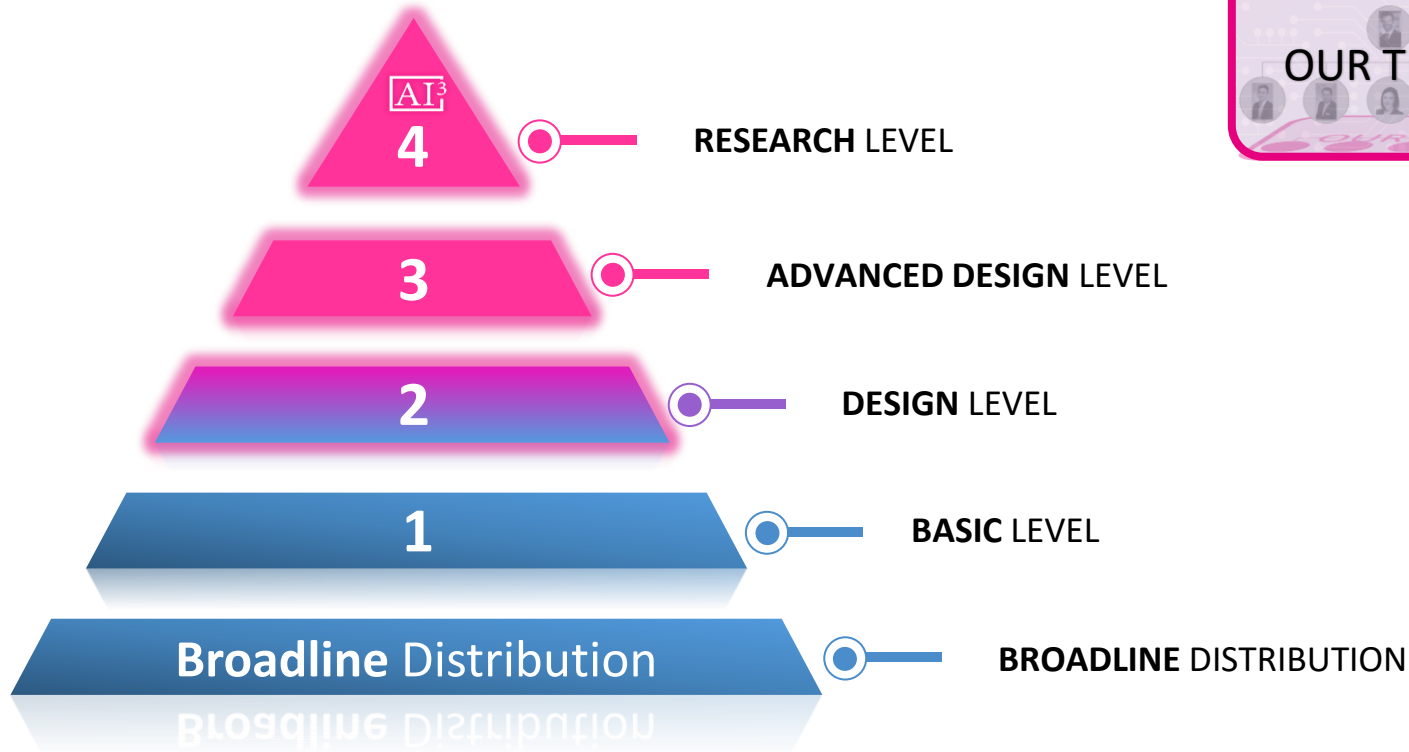 AI³
4
RESEARCH LEVEL
OUR T
3
ADVANCED DESIGN LEVEL
2
DESIGN LEVEL
1
BASIC LEVEL
Broadline Distribution
BROADLINE DISTRIBUTION